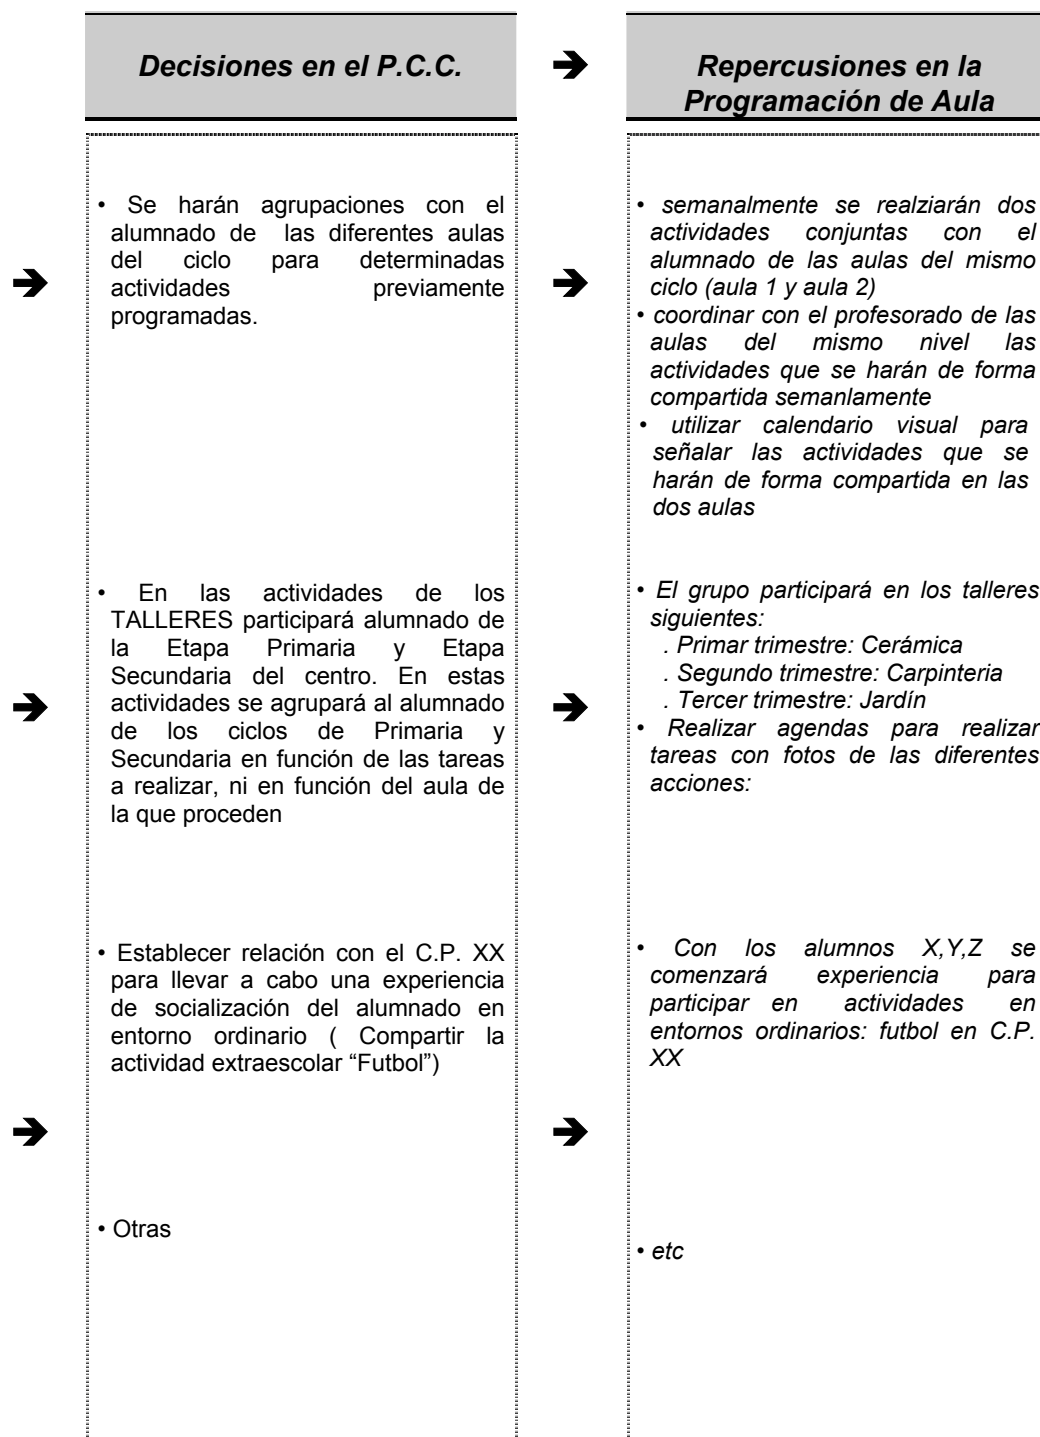 Decisiones en el P.C.C.
➔
Repercusiones en la
Programación de Aula
➔
• Se harán agrupaciones con el
alumnado de las diferentes aulas
del ciclo para determinadas
actividades previamente
programadas.
➔
• semanalmente se realziarán dos
actividades conjuntas con el
alumnado de las aulas del mismo
ciclo (aula 1 y aula 2)
• coordinar con el profesorado de las
aulas del mismo nivel las
actividades que se harán de forma
compartida semanlamente
• utilizar calendario visual para
señalar las actividades que se
harán de forma compartida en las
dos aulas
➔
• En las actividades de los
TALLERES participará alumnado de
la Etapa Primaria y Etapa
Secundaria del centro. En estas
actividades se agrupará al alumnado
de los ciclos de Primaria y
Secundaria en función de las tareas
a realizar, ni en función del aula de
la que proceden
➔
• El grupo participará en los talleres
siguientes:
. Primar trimestre: Cerámica
. Segundo trimestre: Carpinteria
. Tercer trimestre: Jardín
• Realizar agendas para realizar
tareas con fotos de las diferentes
acciones:
• Establecer relación con el C.P. XX
para llevar a cabo una experiencia
de socialización del alumnado en
entorno ordinario ( Compartir la
actividad extraescolar “Futbol”)
• Con los alumnos X,Y,Z se
comenzará experiencia para
participar en actividades en
entornos ordinarios: futbol en C.P.
XX
➔
➔
• Otras
• etc